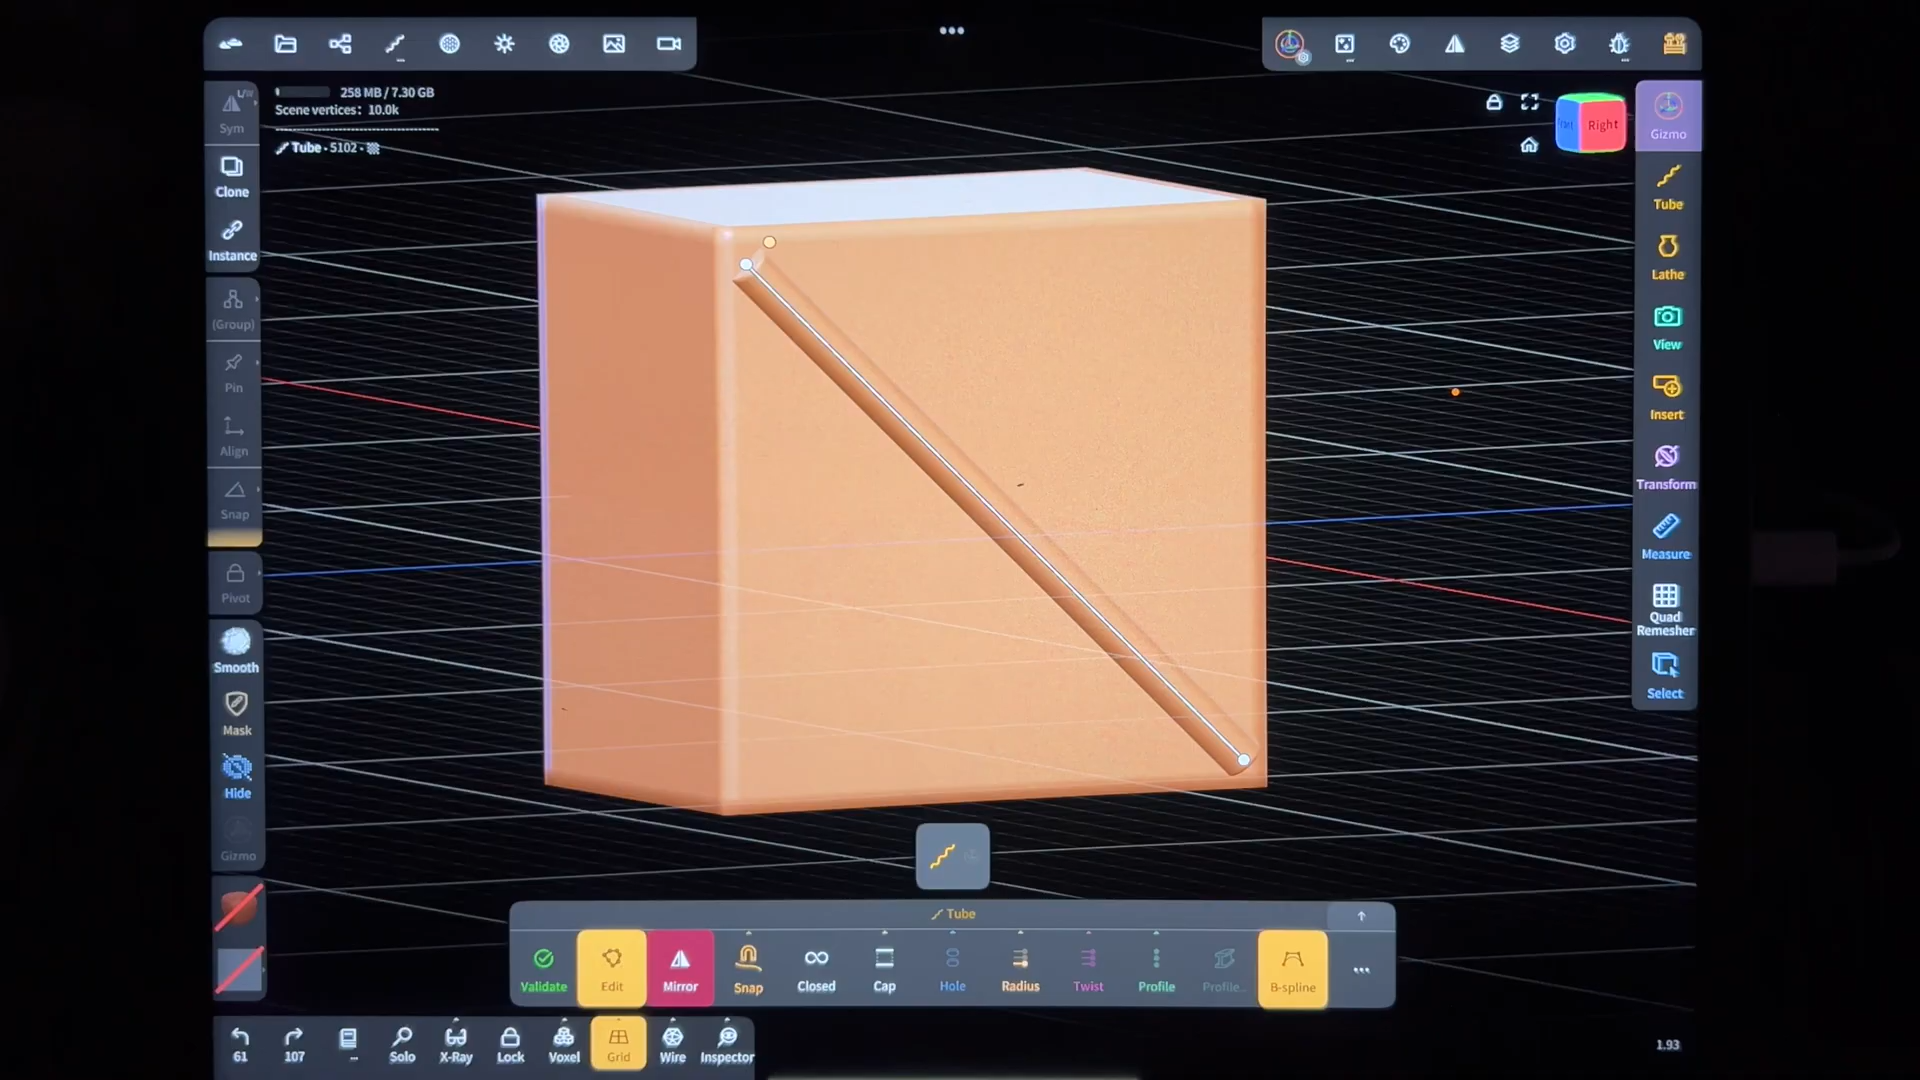 258 MB / 7.30 GB
Scene vertices: 10.0k
Tube • 5102 •
Sym
Clone
Instance
(Group)
Pin
Align
Snap
Pivot
Smooth
Mask
Hide
Gizmo
Right
Gizmo
Tube
Lathe
View
Insert
Transform
Measure
Quad
Remesher
Select
Tube
Validate
Edit
Mirror
Snap
Closed
Cap
Hole
Radius
Twist
Profile
Profile...
B-spline
61
107
Solo
X-Ray
Lock
Voxel
Grid
Wire
Inspector
1.93